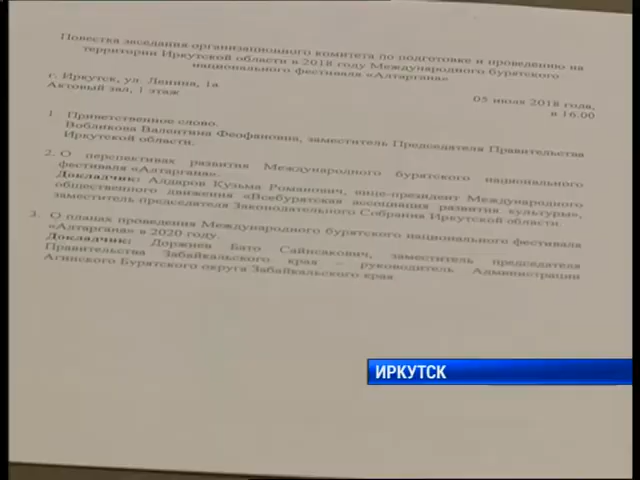 Повестка заседания организационного комитета по подготовке и проведению на
территории Иркутской области в 2018 году Международного бурятского
национального фестиваля «Алтаргана»
г. Иркутск, ул. Ленина, 1а
Актовый зал, 1 этаж
05 июля 2018 года,
в 16.00
1. Приветственное слово.
Вобликова Валентина Феофановна, заместитель Председателя Правительства
Иркутской области.
2. О перспективах развития Международного бурятского национального
фестиваля «Алтаргана».
Докладчик: Алдаров Кузьма Романович, вице-президент Международного
общественного движения «Всебурятская ассоциация развития культуры»,
заместитель председателя Законодательного Собрания Иркутской области.
3. О планах проведения Международного бурятского национального фестиваля
«Алтаргана» в 2020 году.
Докладчик: Доржиев Бато Сайнсакович, заместитель председателя
Правительства Забайкальского края – руководитель Администрации
Агинского Бурятского округа Забайкальского края
ИРКУТСК